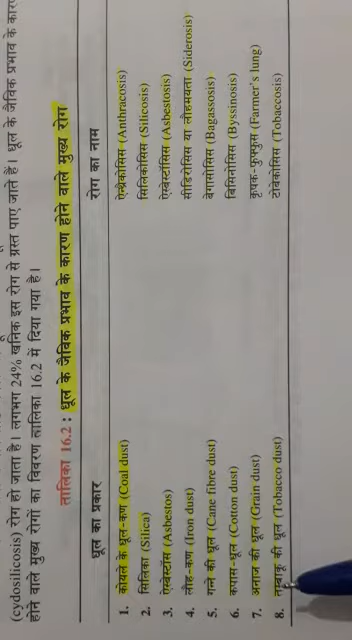 (cydosilicosis) रोग हो जाता है। लगभग 24% खनिक इस रोग से ग्रस्त पाए जाते हैं। धूल के जैविक प्रभाव के कारण
होने वाले मुख्य रोगों का विवरण तालिका 16.2 में दिया गया है।
तालिका 16.2 : धूल के जैविक प्रभाव के कारण होने वाले मुख्य रोग
धूल का प्रकार रोग का नाम
1. कोयले के धूल-कण (Coal dust) ऐन्थ्रैकोसिस (Anthracosis)
2. सिलिका (Silica) सिलिकोसिस (Silicosis)
3. ऐस्बेस्टॉस (Asbestos) ऐस्बेस्टॉसिस (Asbestosis)
4. लौह-कण (Iron dust) सीडिरोसिस या लौहमयता (Siderosis)
5. गन्ने की धूल (Cane fibre dust) बेगासोसिस (Bagassosis)
6. कपास-धूल (Cotton dust) बिसिनोसिस (Byssinosis)
7. अनाज की धूल (Grain dust) कृषक-फुफ्फुस (Farmer's lung)
8. तम्बाकू की धूल (Tobacco dust) टोबेकोसिस (Tobaccosis)